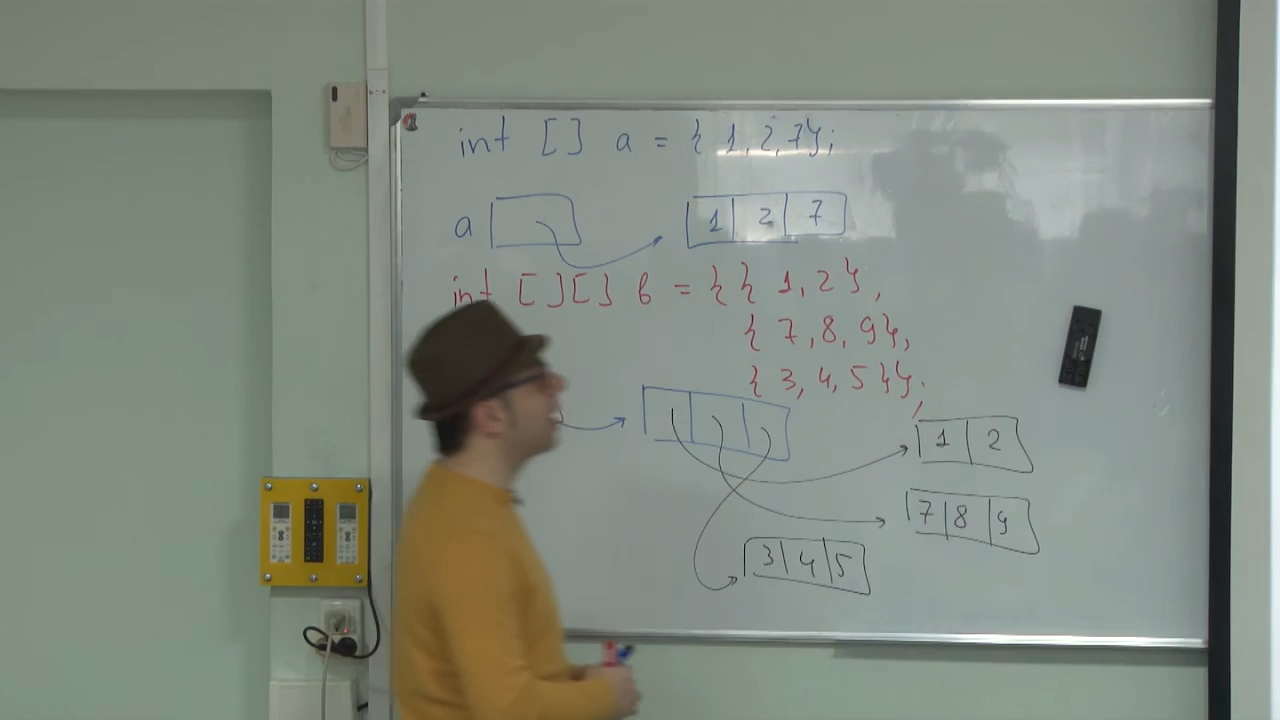 int [] a = { 1, 2, 7};
a 1 2 7
int [][] b = { { 1, 2 },
{ 7, 8, 9},
{ 3, 4, 5 }};
1 2
7 8 9
3 4 5